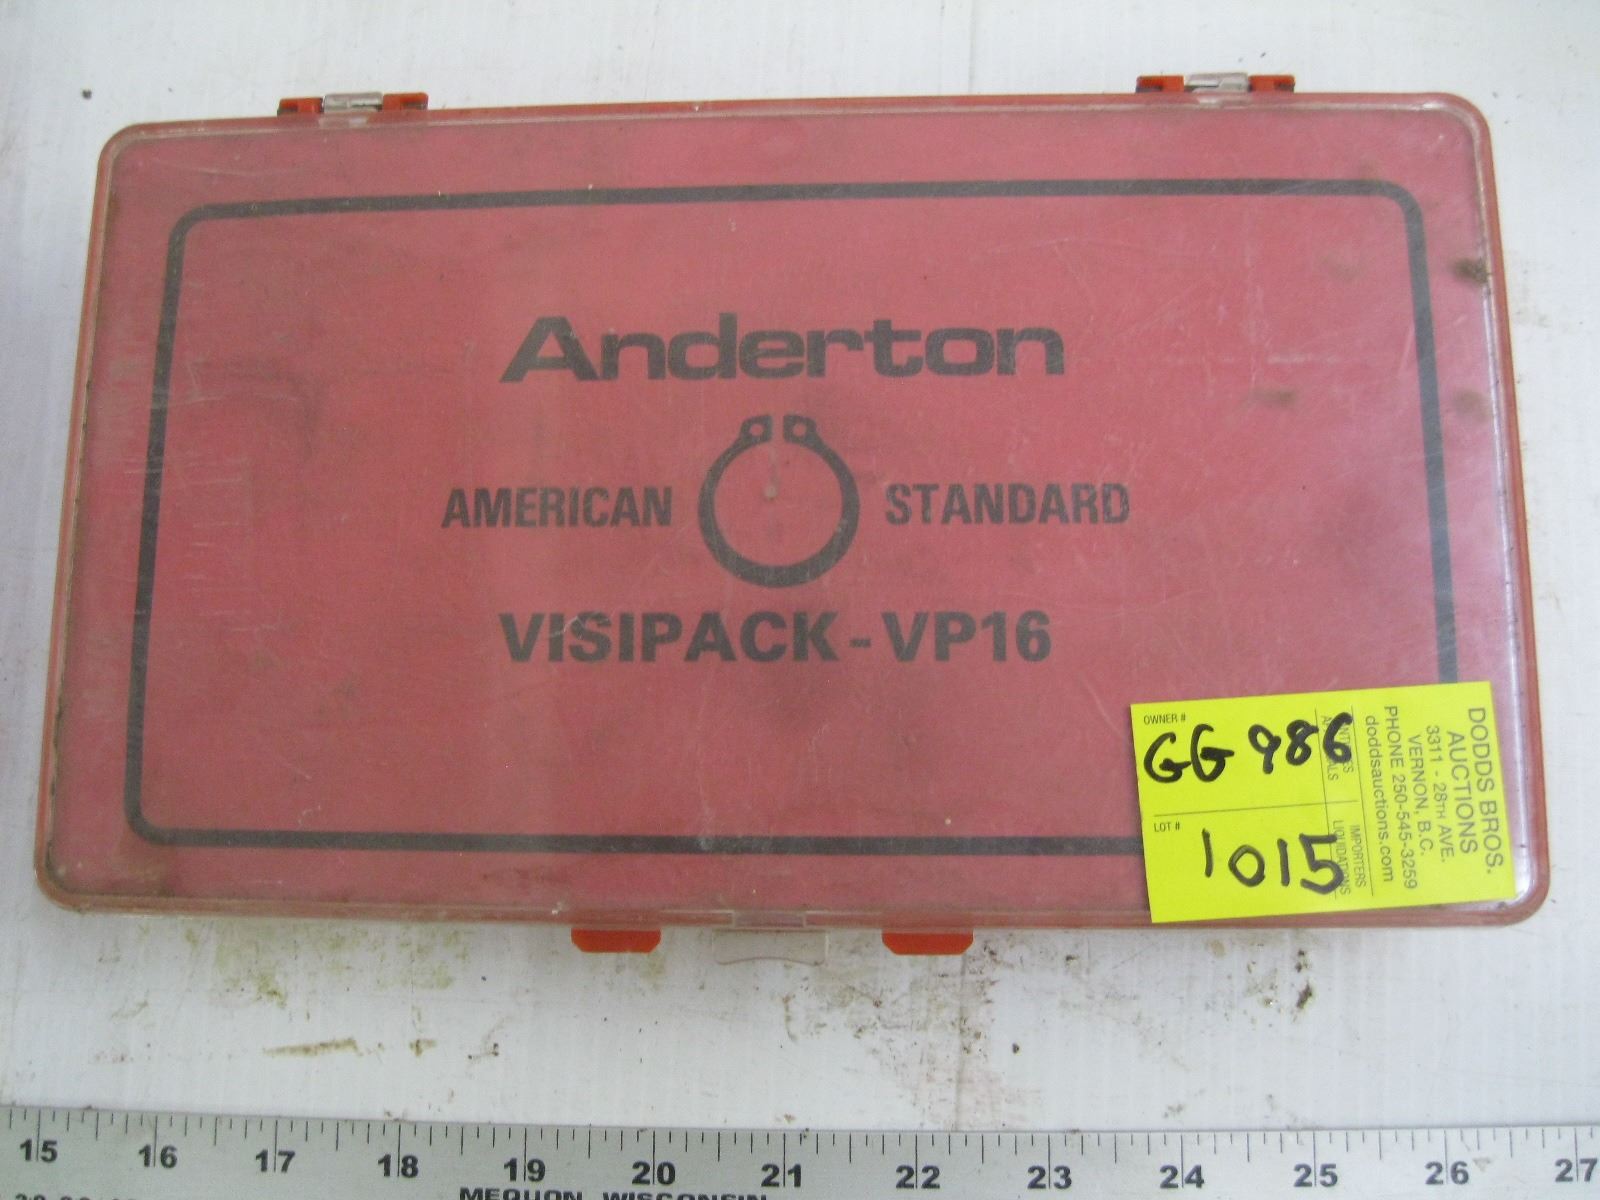 Anderton
AMERICAN STANDARD
VISIPACK-VP16
OWNER #
GG 986
LOT #
1015
DODDS BROS.
AUCTIONS
3311 - 28TH AVE.
VERNON, B.C.
PHONE 250-545-3259
doddsauctions.com
IMPORTERS
LIQUIDATIONS
15 16 17 18 19 20 21 22 23 24 25 26 27
MEQUON, WISCONSIN